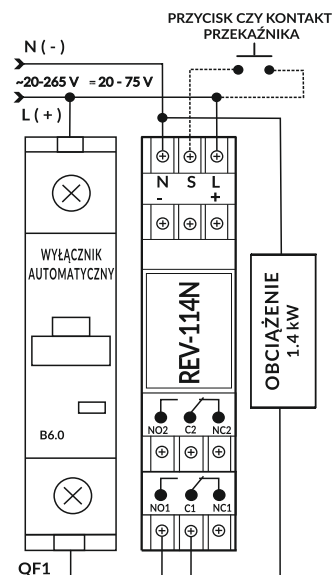 PRZYCISK CZY KONTAKT
PRZEKAŹNIKA
N ( - )
~20-265 V = 20 - 75 V
L ( + )
N S L
- +
WYŁĄCZNIK
AUTOMATYCZNY
REV-114N
OBCIĄŻENIE
1.4 kW
B6.0
NO2 C2 NC2
NO1 C1 NC1
QF1